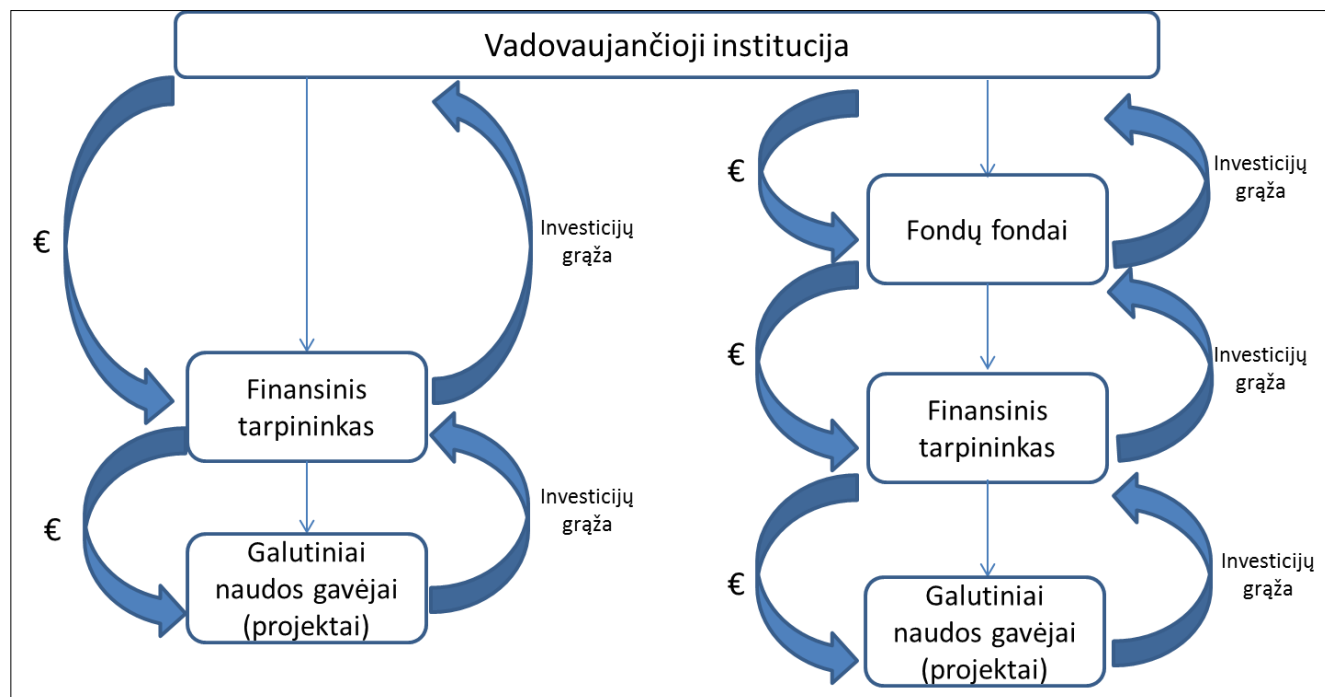 Vadovaujančioji institucija
€
Investicijų
grąža
Finansinis
tarpininkas
€
Investicijų
grąža
Galutiniai
naudos gavėjai
(projektai)
€
Investicijų
grąža
Fondų fondai
€
Investicijų
grąža
Finansinis
tarpininkas
€
Investicijų
grąža
Galutiniai
naudos gavėjai
(projektai)